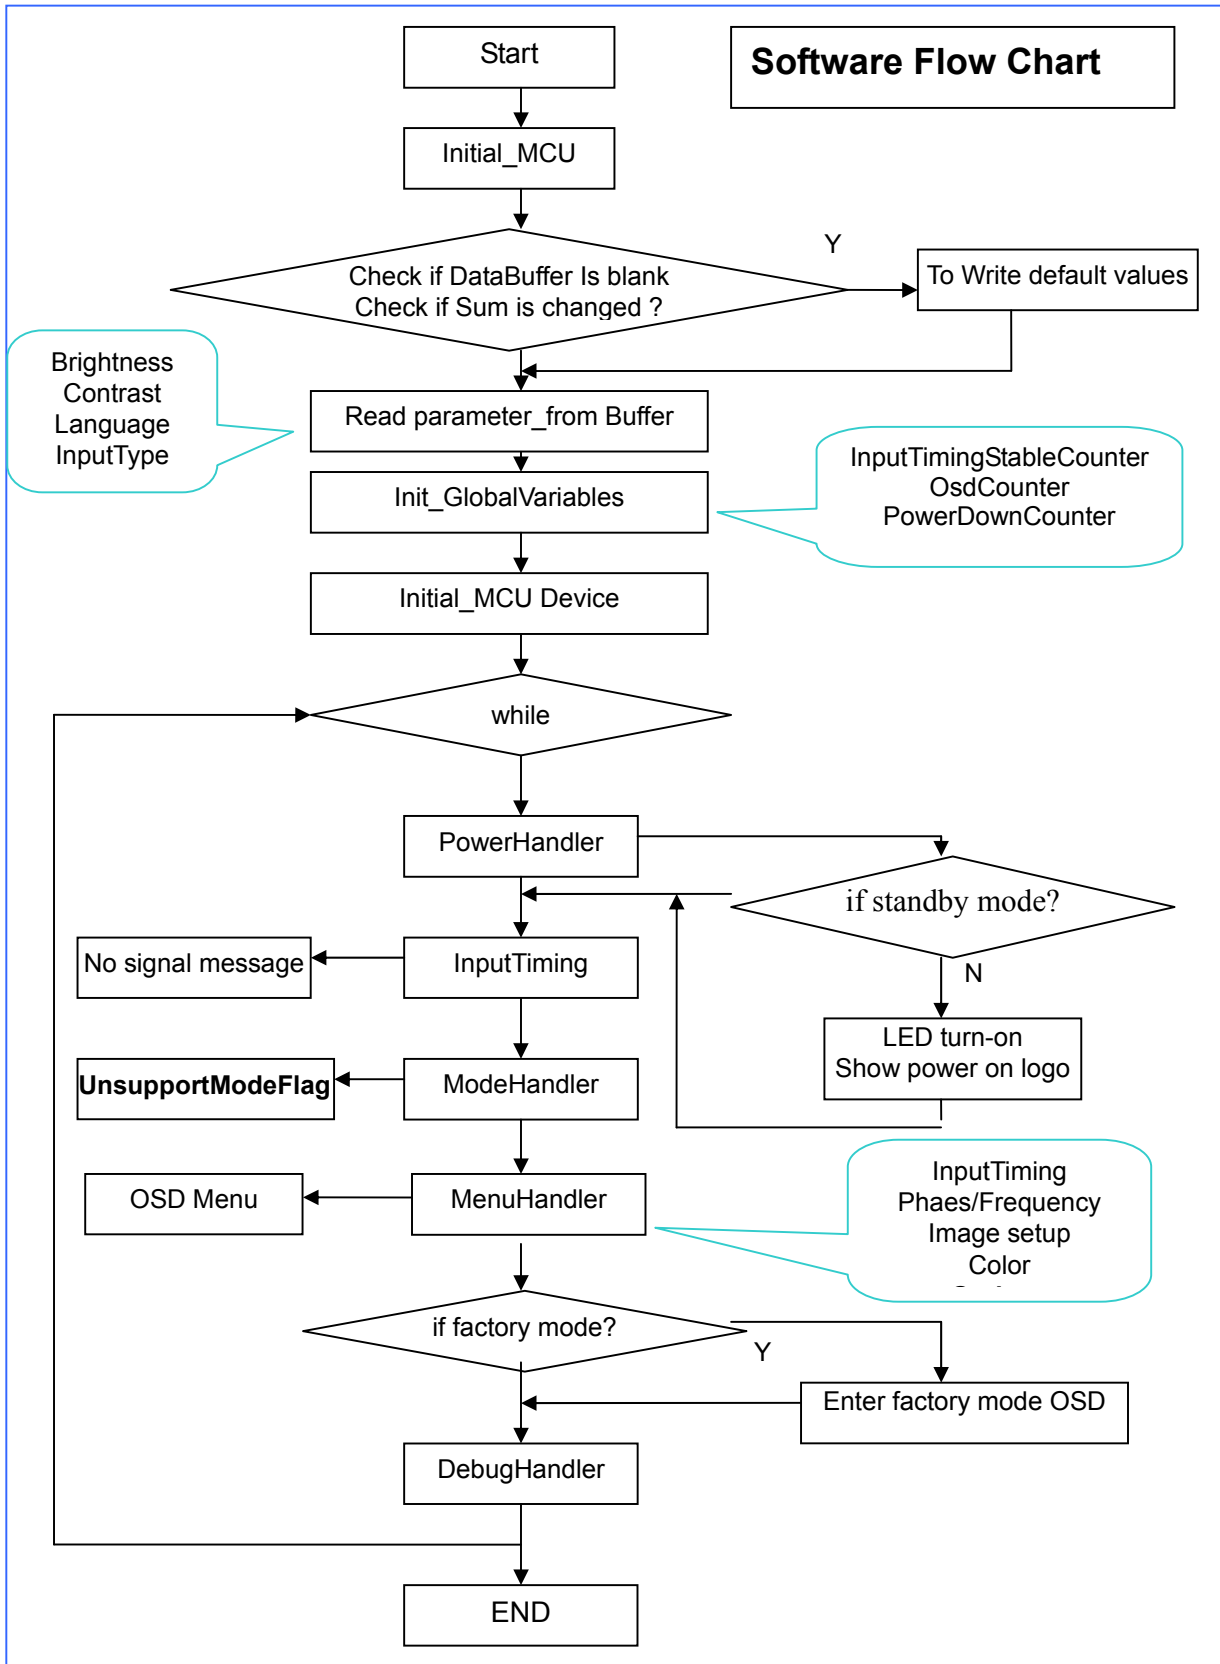 Start
Software Flow Chart
Initial_MCU
Y
Check if DataBuffer Is blank
Check if Sum is changed ?
To Write default values
Brightness
Contrast
Language
InputType
Read parameter_from Buffer
InputTimingStableCounter
OsdCounter
PowerDownCounter
Init_GlobalVariables
Initial_MCU Device
while
PowerHandler
if standby mode?
No signal message
InputTiming
N
LED turn-on
Show power on logo
UnsupportModeFlag
ModeHandler
OSD Menu
MenuHandler
InputTiming
Phaes/Frequency
Image setup
Color
if factory mode?
Y
Enter factory mode OSD
DebugHandler
END